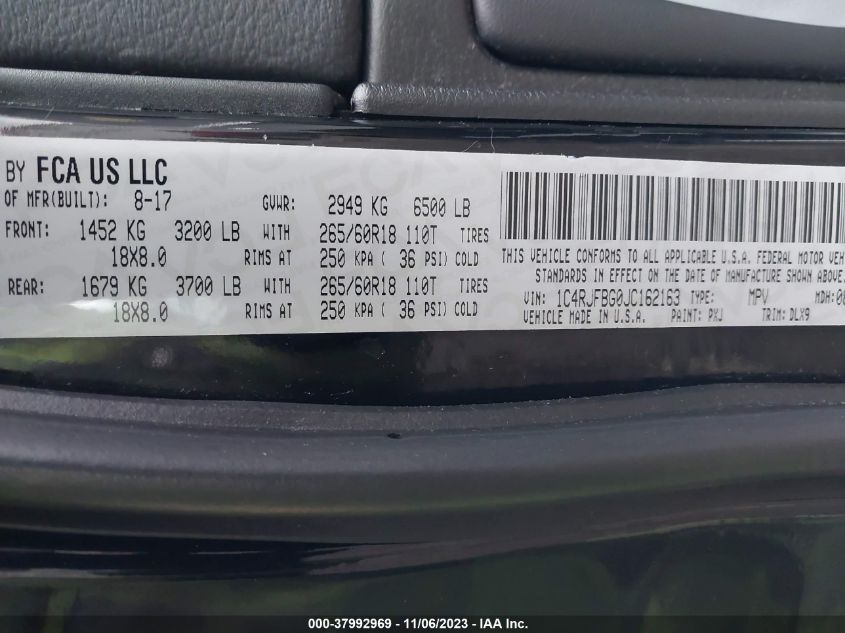 BY FCA US LLC
OF MFR(BUILT): 8-17 GVWR: 2949 KG 6500 LB
FRONT: 1452 KG 3200 LB WITH 265/60R18 110T TIRES
18X8.0 RIMS AT 250 KPA ( 36 PSI) COLD
REAR: 1679 KG 3700 LB WITH 265/60R18 110T TIRES
18X8.0 RIMS AT 250 KPA ( 36 PSI) COLD
THIS VEHICLE CONFORMS TO ALL APPLICABLE U.S.A. FEDERAL MOTOR
STANDARDS IN EFFECT ON THE DATE OF MANUFACTURE SHOWN ABOVE.
VIN: 1C4RJFBG0JC162163 TYPE: MPV MDH:
VEHICLE MADE IN U.S.A. PAINT: PXJ TRIM: DLX9
000-37992969 - 11/06/2023 - IAA Inc.